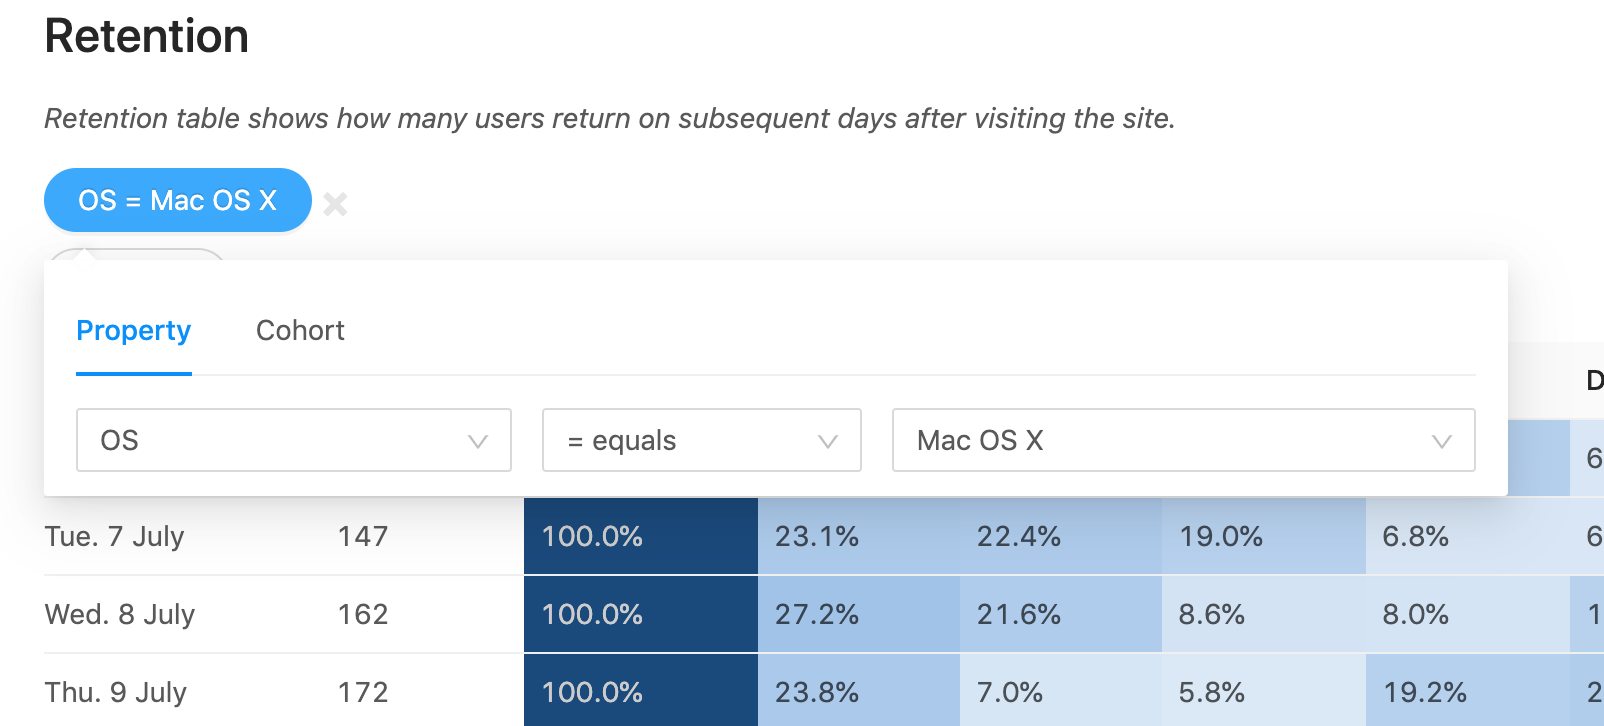 Retention
Retention table shows how many users return on subsequent days after visiting the site.
OS = Mac OS X
Property Cohort
OS = equals Mac OS X
Tue. 7 July 147 100.0% 23.1% 22.4% 19.0% 6.8% 6
Wed. 8 July 162 100.0% 27.2% 21.6% 8.6% 8.0% 1
Thu. 9 July 172 100.0% 23.8% 7.0% 5.8% 19.2% 2